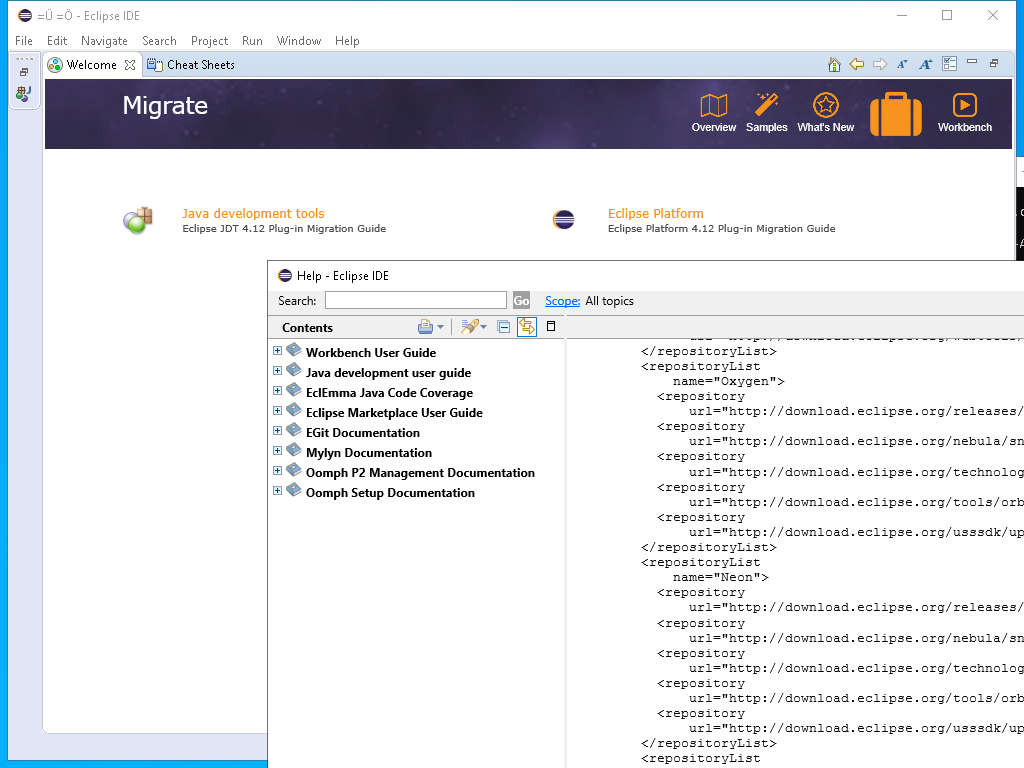 =Ü =Ö - Eclipse IDE
File Edit Navigate Search Project Run Window Help
Welcome Cheat Sheets
Migrate
Overview Samples What's New Workbench
Java development tools
Eclipse JDT 4.12 Plug-in Migration Guide
Eclipse Platform
Eclipse Platform 4.12 Plug-in Migration Guide
Help - Eclipse IDE
Search: Go Scope: All topics
Contents
Workbench User Guide
Java development user guide
EclEmma Java Code Coverage
Eclipse Marketplace User Guide
EGit Documentation
Mylyn Documentation
Oomph P2 Management Documentation
Oomph Setup Documentation
</repositoryList>
<repositoryList
name="Oxygen">
<repository
url="http://download.eclipse.org/releases/
<repository
url="http://download.eclipse.org/nebula/sn
<repository
url="http://download.eclipse.org/technolog
<repository
url="http://download.eclipse.org/tools/orb
<repository
url="http://download.eclipse.org/usssdk/up
</repositoryList>
<repositoryList
name="Neon">
<repository
url="http://download.eclipse.org/releases/
<repository
url="http://download.eclipse.org/nebula/sn
<repository
url="http://download.eclipse.org/technolog
<repository
url="http://download.eclipse.org/tools/orb
<repository
url="http://download.eclipse.org/usssdk/up
</repositoryList>
<repositoryList